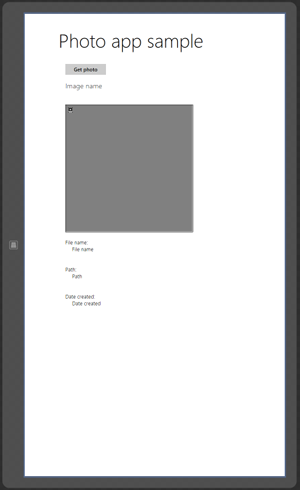 Photo app sample
Get photo
Image name
File name:
File name
Path:
Path
Date created:
Date created